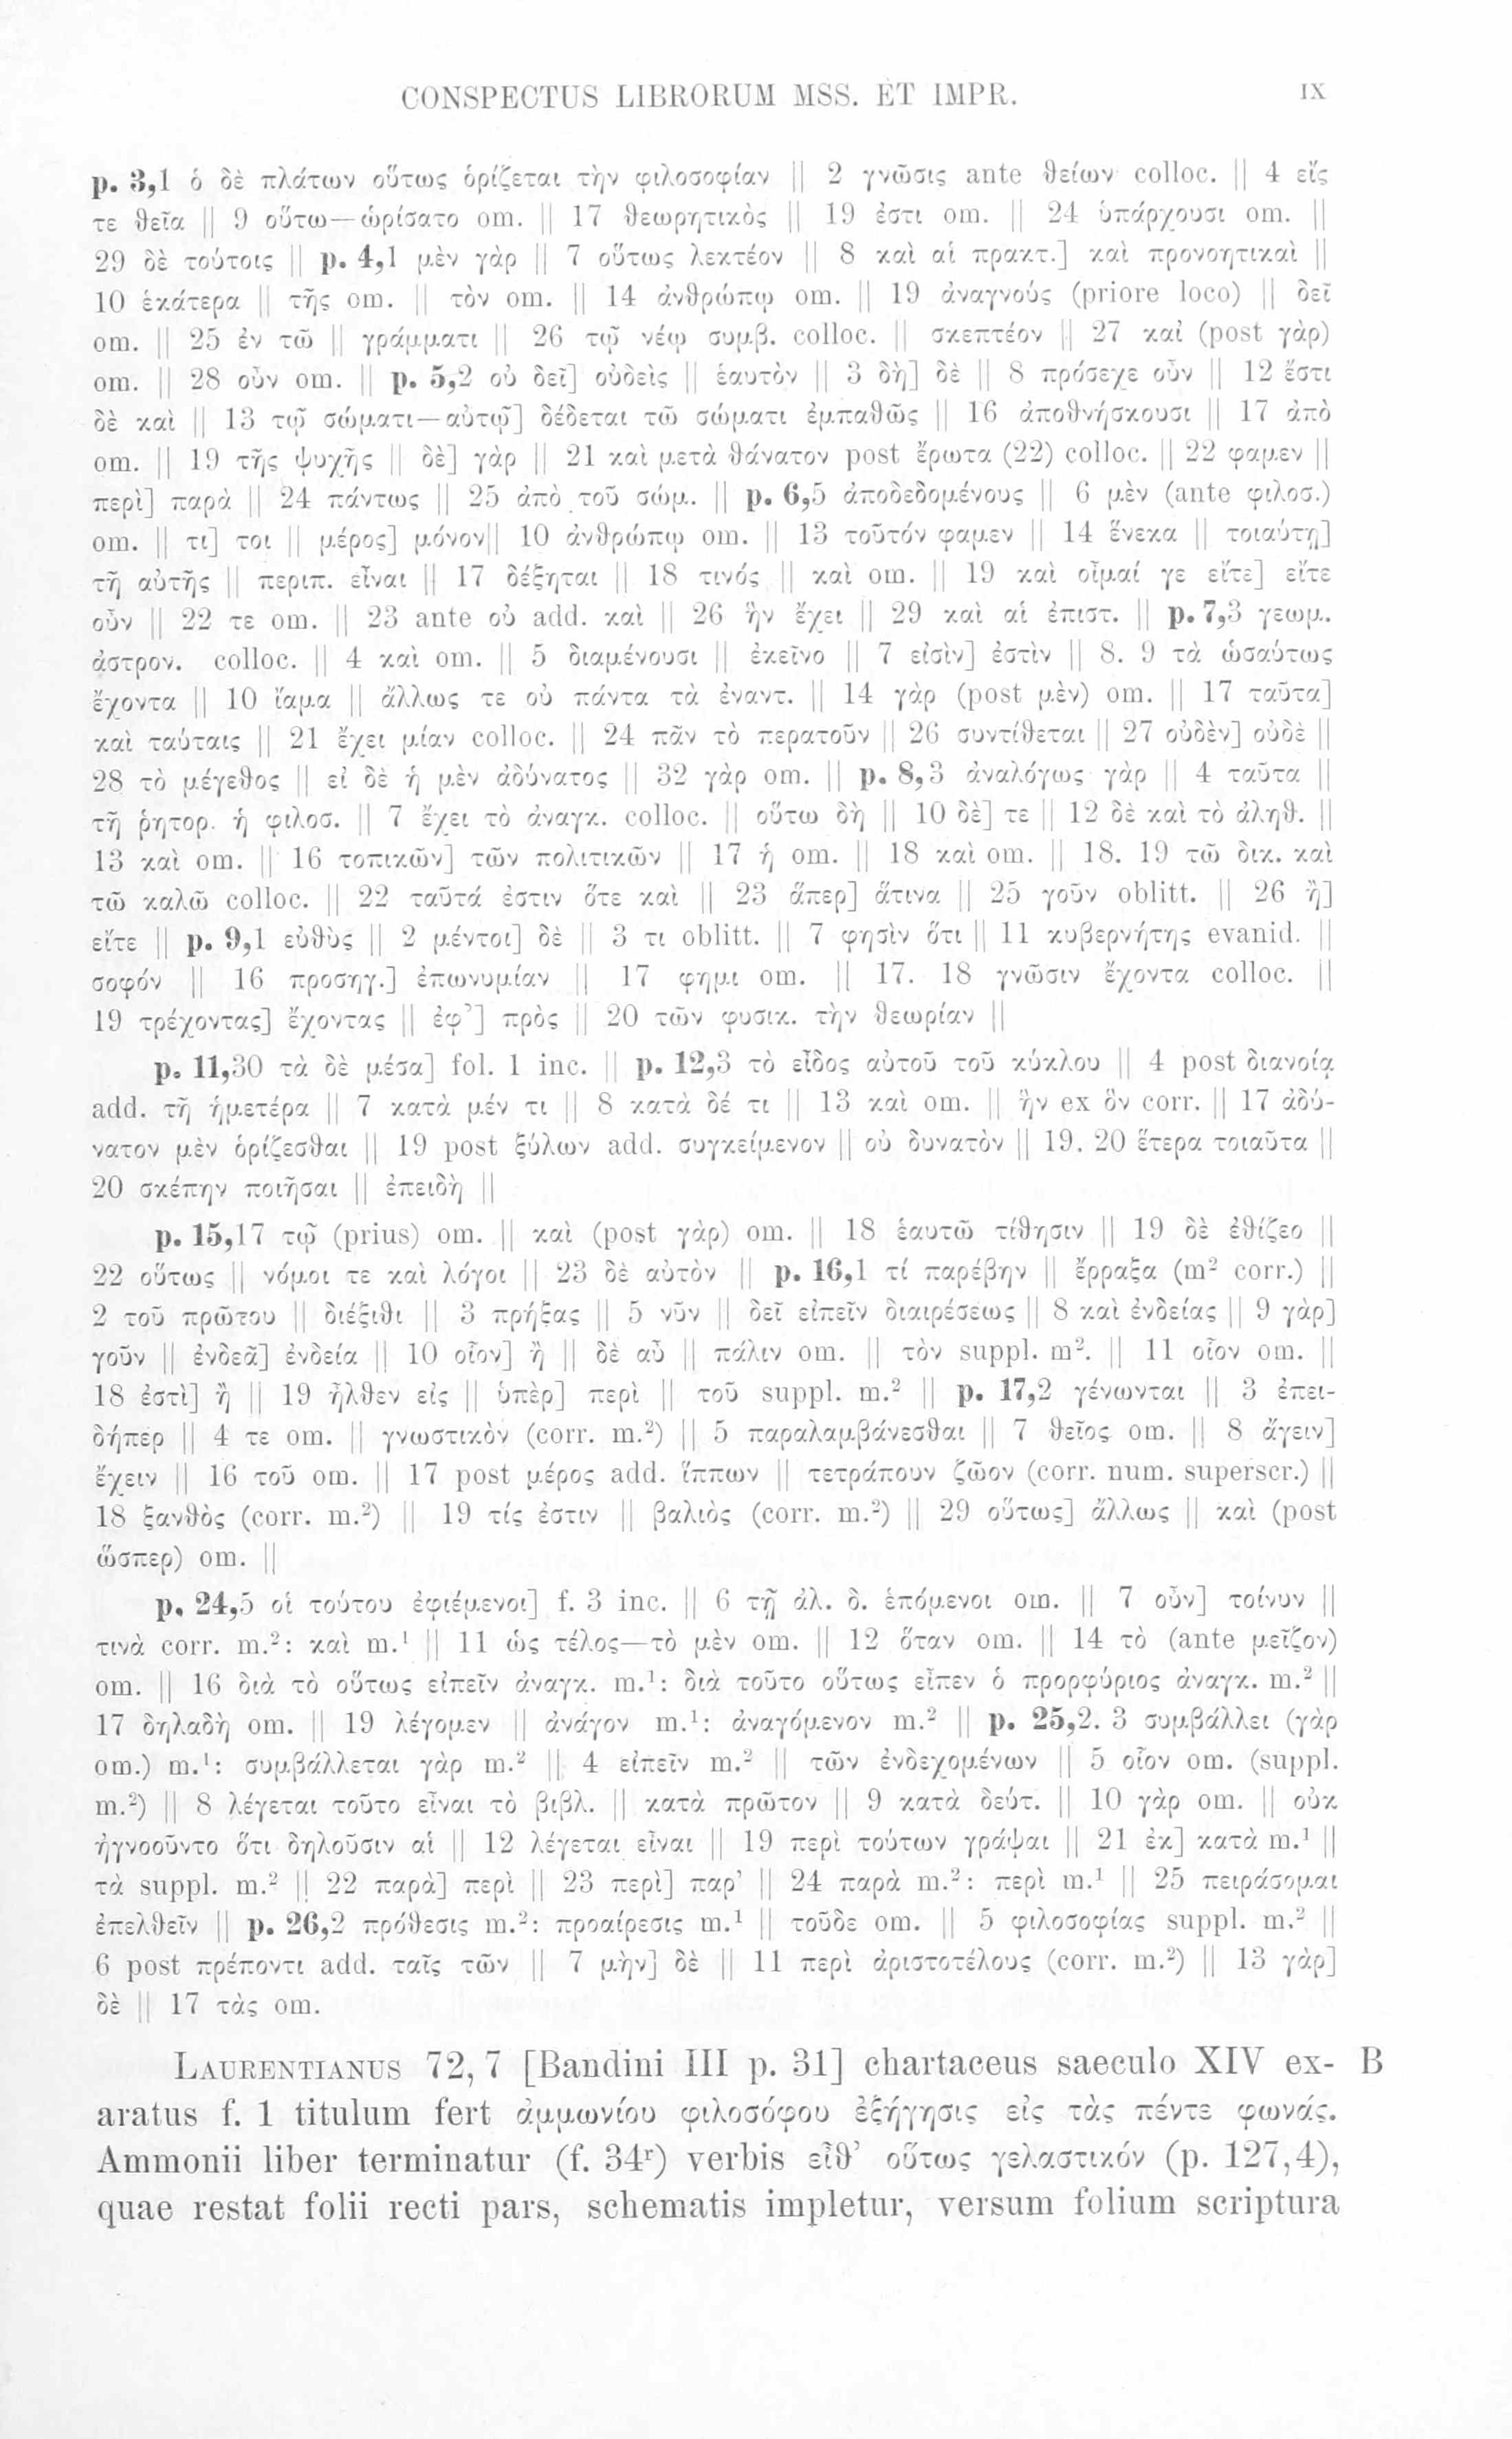 CONSPECTUS LIBRORUM MSS. ET IMPR. IX
p. 3,1 ὁ δὲ πλάτων οὕτως ὁρίζεται τὴν φιλοσοφίαν || 2 γνῶσις ante θείων colloc. || 4 εἴς
τε θεῖα || 9 οὕτω—ὡρίσατο om. || 17 θεωρητικὸς || 19 ἐστι om. || 24 ὑπάρχουσι om. ||
29 δὲ τούτοις || p. 4,1 μὲν γὰρ || 7 οὕτως λεκτέον || 8 καὶ αἱ πρακτ.] καὶ προνοητικαὶ ||
10 ἑκάτερα || τῆς om. || τὸν om. || 14 ἀνθρώπῳ om. || 19 ἀναγνούς (priore loco) || δεῖ
om. || 25 ἐν τῶ || γράμματι || 26 τῷ νέῳ συμβ. colloc. || σκεπτέον || 27 καὶ (post γὰρ)
om. || 28 οὖν om. || p. 5,2 οὐ δεῖ] οὐδεὶς || ἑαυτὸν || 3 δὴ] δὲ || 8 πρόσεχε οὖν || 12 ἔστι
δὲ καὶ || 13 τῷ σώματι—αὐτῷ] δέδεται τῶ σώματι ἐμπαθῶς || 16 ἀποθνήσκουσι || 17 ἀπὸ
om. || 19 τῆς ψυχῆς || δὲ] γὰρ || 21 καὶ μετὰ θάνατον post ἔρωτα (22) colloc. || 22 φαμεν ||
περὶ] παρὰ || 24 πάντως || 25 ἀπὸ τοῦ σώμ. || p. 6,5 ἀποδεδομένους || 6 μὲν (ante φιλοσ.)
om. || τι] τοι || μέρος] μόνον|| 10 ἀνθρώπῳ om. || 13 τοῦτόν φαμεν || 14 ἕνεκα || τοιαύτῃ]
τῆ αὐτῆς || περιπ. εἶναι || 17 δέξηται || 18 τινός || καὶ om. || 19 καὶ οἶμαί γε εἴτε] εἴτε
οὖν || 22 τε om. || 23 ante οὐ add. καὶ || 26 ἣν ἔχει || 29 καὶ αἱ ἐπιστ. || p. 7,3 γεωμ.
ἀστρον. colloc. || 4 καὶ om. || 5 διαμένουσι || ἐκεῖνο || 7 εἰσὶν] ἐστὶν || 8. 9 τὰ ὡσαύτως
ἔχοντα || 10 ἴαμα || ἄλλως τε οὐ πάντα τὰ ἐναντ. || 14 γὰρ (post μὲν) om. || 17 ταῦτα]
καὶ ταύταις || 21 ἔχει μίαν colloc. || 24 πᾶν τὸ περατοῦν || 26 συντίθεται || 27 οὐδὲν] οὐδὲ ||
28 τὸ μέγεθος || εἰ δὲ ἡ μὲν ἀδύνατος || 32 γὰρ om. || p. 8,3 ἀναλόγως γὰρ || 4 ταῦτα ||
τῆ ῥητορ. ἡ φιλοσ. || 7 ἔχει τὸ ἀναγκ. colloc. || οὕτω δὴ || 10 δὲ] τε || 12 δὲ καὶ τὸ ἀληθ. ||
13 καὶ om. || 16 τοπικῶν] τῶν πολιτικῶν || 17 ἡ om. || 18 καὶ om. || 18. 19 τῶ δικ. καὶ
τῶ καλῶ colloc. || 22 ταῦτά ἐστιν ὅτε καὶ || 23 ἅπερ] ἅτινα || 25 γοῦν oblitt. || 26 ἢ]
εἴτε || p. 9,1 εὐθὺς || 2 μέντοι] δὲ || 3 τι oblitt. || 7 φησὶν ὅτι || 11 κυβερνήτης evanid. ||
σοφόν || 16 προσηγ.] ἐπωνυμίαν || 17 φημι om. || 17. 18 γνῶσιν ἔχοντα colloc. ||
19 τρέχοντας] ἔχοντας || ἐφ’] πρὸς || 20 τῶν φυσικ. τὴν θεωρίαν ||
p. 11,30 τὰ δὲ μέσα] fol. 1 inc. || p. 12,3 τὸ εἶδος αὐτοῦ τοῦ κύκλου || 4 post διανοίᾳ
add. τῆ ἡμετέρα || 7 κατὰ μέν τι || 8 κατὰ δέ τι || 13 καὶ om. || ἣν ex ὃν corr. || 17 ἀδύ-
νατον μὲν ὁρίζεσθαι || 19 post ξύλων add. συγκείμενον || οὐ δυνατὸν || 19. 20 ἕτερα τοιαῦτα ||
20 σκέπην ποιῆσαι || ἐπειδὴ ||
p. 15,17 τῷ (prius) om. || καὶ (post γὰρ) om. || 18 ἑαυτῶ τίθησιν || 19 δὲ ἐθίζεο ||
22 οὕτως || νόμοι τε καὶ λόγοι || 23 δὲ αὐτὸν || p. 16,1 τί παρέβην || ἔρραξα (m² corr.) ||
2 τοῦ πρῶτου || διέξιθι || 3 πρήξας || 5 νῦν || δεῖ εἰπεῖν διαιρέσεως || 8 καὶ ἐνδείας || 9 γὰρ]
γοῦν || ἐνδεᾶ] ἐνδεία || 10 οἷον] ἢ || δὲ αὖ || πάλιν om. || τὸν suppl. m². || 11 οἷον om. ||
18 ἐστὶ] ἢ || 19 ἦλθεν εἰς || ὑπὲρ] περὶ || τοῦ suppl. m.² || p. 17,2 γένωνται || 3 ἐπει-
δήπερ || 4 τε om. || γνωστικὸν (corr. m.²) || 5 παραλαμβάνεσθαι || 7 θεῖος om. || 8 ἄγειν]
ἔχειν || 16 τοῦ om. || 17 post μέρος add. ἵππων || τετράπουν ζῶον (corr. num. superscr.) ||
18 ξανθὸς (corr. m.²) || 19 τίς ἐστιν || βαλιὸς (corr. m.²) || 29 οὕτως] ἄλλως || καὶ (post
ὥσπερ) om. ||
p. 24,5 οἱ τούτου ἐφιέμενοι] f. 3 inc. || 6 τῇ ἀλ. δ. ἑπόμενοι om. || 7 οὖν] τοίνυν ||
τινὰ corr. m.²: καὶ m.¹ || 11 ὡς τέλος—τὸ μὲν om. || 12 ὅταν om. || 14 τὸ (ante μεῖζον)
om. || 16 διὰ τὸ οὕτως εἰπεῖν ἀναγκ. m.¹: διὰ τοῦτο οὕτως εἶπεν ὁ προρφύριος ἀναγκ. m.² ||
17 δηλαδὴ om. || 19 λέγομεν || ἀνάγον m.¹: ἀναγόμενον m.² || p. 25,2. 3 συμβάλλει (γὰρ
om.) m.¹: συμβάλλεται γὰρ m.² || 4 εἰπεῖν m.² || τῶν ἐνδεχομένων || 5 οἷον om. (suppl.
m.²) || 8 λέγεται τοῦτο εἶναι τὸ βιβλ. || κατὰ πρῶτον || 9 κατὰ δεύτ. || 10 γὰρ om. || οὐκ
ἠγνοοῦντο ὅτι δηλοῦσιν αἱ || 12 λέγεται εἶναι || 19 περὶ τούτων γράψαι || 21 ἐκ] κατὰ m.¹ ||
τὰ suppl. m.² || 22 παρὰ] περὶ || 23 περὶ] παρ’ || 24 παρὰ m.²: περὶ m.¹ || 25 πειράσομαι
ἐπελθεῖν || p. 26,2 πρόθεσις m.²: προαίρεσις m.¹ || τοῦδε om. || 5 φιλοσοφίας suppl. m.² ||
6 post πρέποντι add. ταῖς τῶν || 7 μὴν] δὲ || 11 περὶ ἀριστοτέλους (corr. m.²) || 13 γὰρ]
δὲ || 17 τὰς om.
LAURENTIANUS 72, 7 [Bandini III p. 31] chartaceus saeculo XIV ex- B
aratus f. 1 titulum fert ἀμμωνίου φιλοσόφου ἐξήγησις εἰς τὰς πέντε φωνάς.
Ammonii liber terminatur (f. 34ʳ) verbis εἶθ’ οὕτως γελαστικόν (p. 127,4),
quae restat folii recti pars, schematis impletur, versum folium scriptura